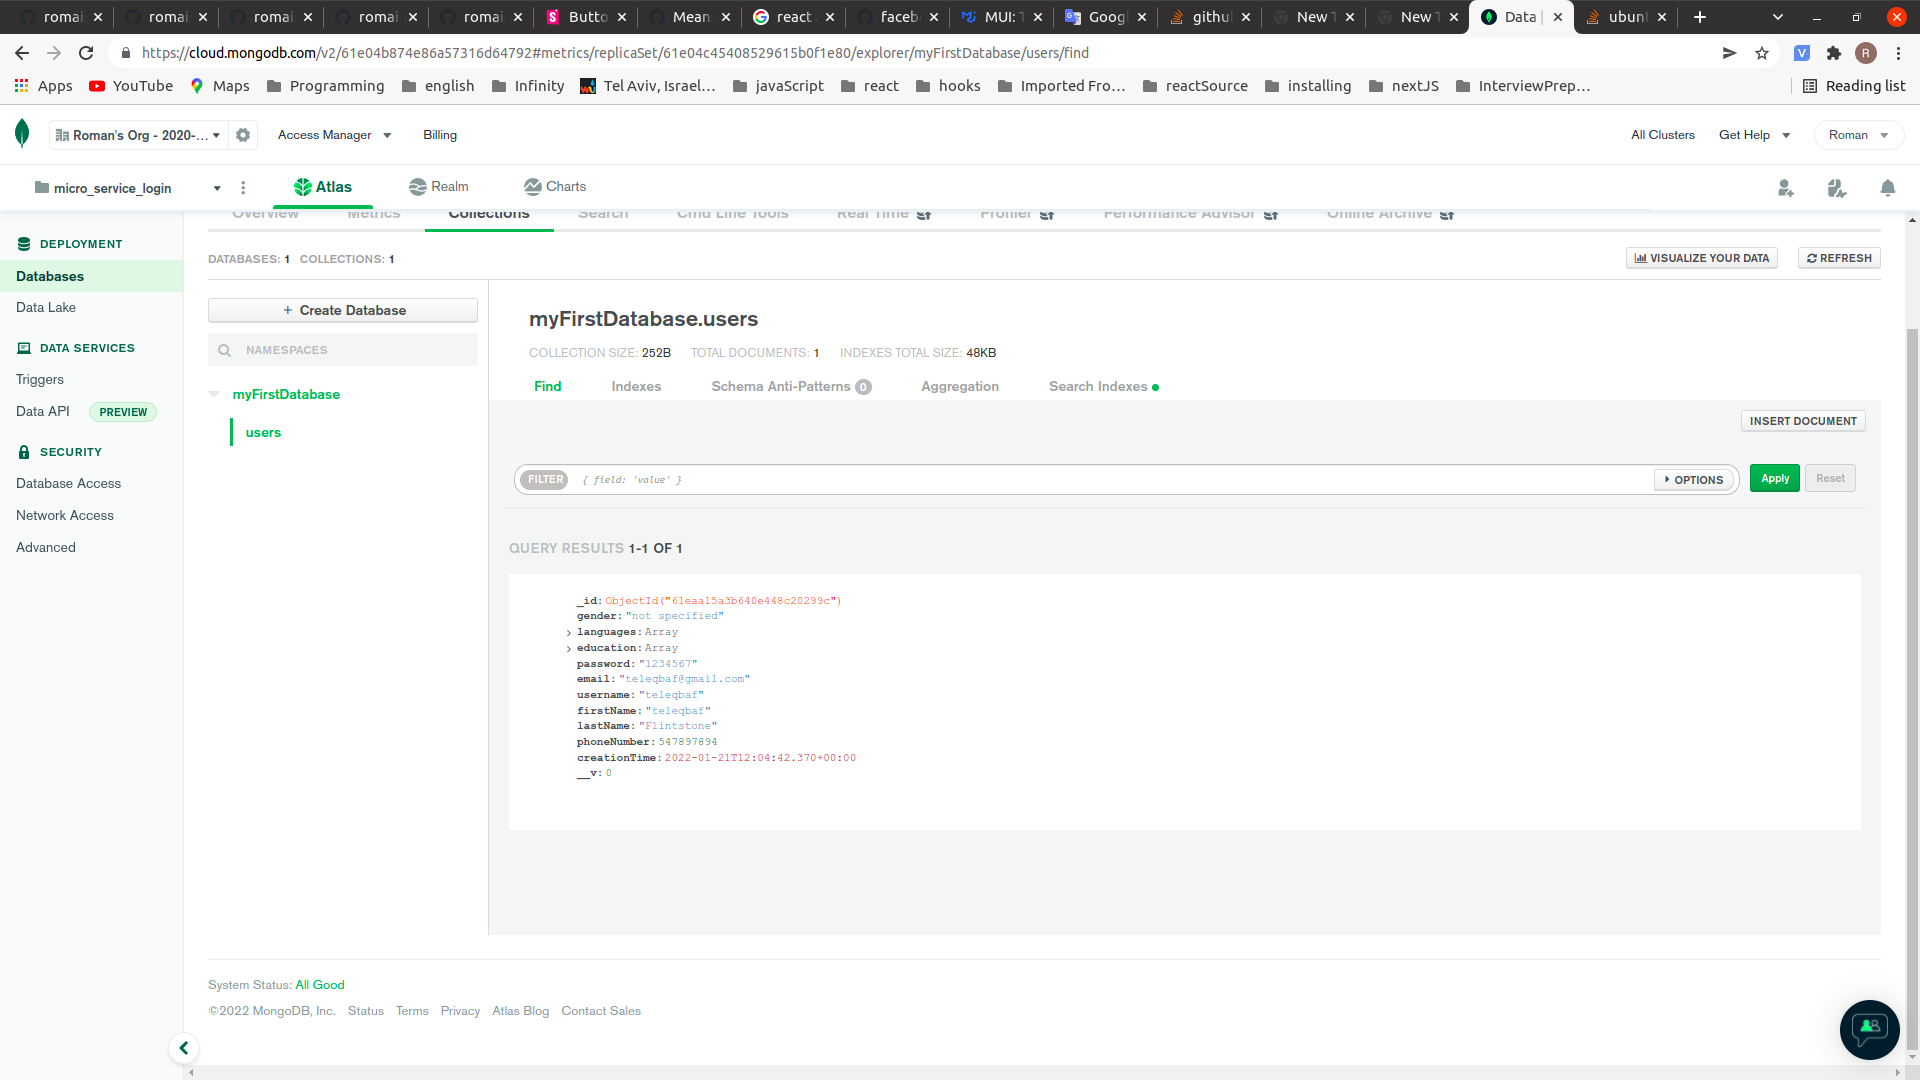 romai
romai
romai
romai
romai
Butto
Mean
react
faceb
MUI: T
Googl
githu
New T
New T
Data |
ubun
https://cloud.mongodb.com/v2/61e04b874e86a57316d64792#metrics/replicaSet/61e04c45408529615b0f1e80/explorer/myFirstDatabase/users/find
R
Apps YouTube Maps Programming english Infinity Tel Aviv, Israel… javaScript react hooks Imported Fro… reactSource installing nextJS InterviewPrep… Reading list
Roman's Org - 2020-... Access Manager Billing All Clusters Get Help Roman
micro_service_login Atlas Realm Charts
Overview Metrics Collections Search Cmd Line Tools Real Time Profiler Performance Advisor Online Archive
DEPLOYMENT
Databases
Data Lake
DATA SERVICES
Triggers
Data API PREVIEW
SECURITY
Database Access
Network Access
Advanced
DATABASES: 1 COLLECTIONS: 1
VISUALIZE YOUR DATA REFRESH
+ Create Database
NAMESPACES
myFirstDatabase
users
myFirstDatabase.users
COLLECTION SIZE: 252B TOTAL DOCUMENTS: 1 INDEXES TOTAL SIZE: 48KB
Find Indexes Schema Anti-Patterns 0 Aggregation Search Indexes
INSERT DOCUMENT
FILTER { field: 'value' } OPTIONS Apply Reset
QUERY RESULTS 1-1 OF 1
_id: ObjectId("61eaa15a3b640e448c20299c")
gender: "not specified"
languages: Array
education: Array
password: "1234567"
email: "teleqbaf@gmail.com"
username: "teleqbaf"
firstName: "teleqbaf"
lastName: "Flintstone"
phoneNumber: 547897894
creationTime: 2022-01-21T12:04:42.370+00:00
__v: 0
System Status: All Good
©2022 MongoDB, Inc. Status Terms Privacy Atlas Blog Contact Sales